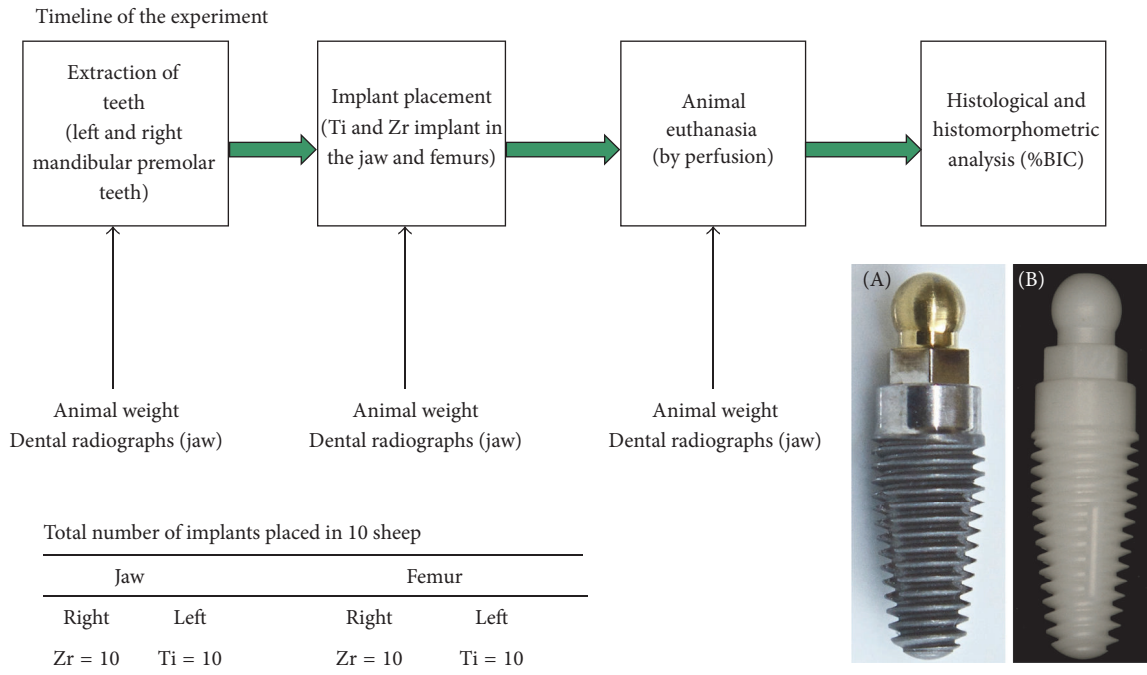 Timeline of the experiment
Extraction of
teeth
(left and right
mandibular premolar
teeth)
Implant placement
(Ti and Zr implant in
the jaw and femurs)
Animal
euthanasia
(by perfusion)
Histological and
histomorphometric
analysis (%BIC)
Animal weight
Dental radiographs (jaw)
Animal weight
Dental radiographs (jaw)
Animal weight
Dental radiographs (jaw)
(A)
(B)
Total number of implants placed in 10 sheep
Jaw Femur
Right Left Right Left
Zr = 10 Ti = 10 Zr = 10 Ti = 10